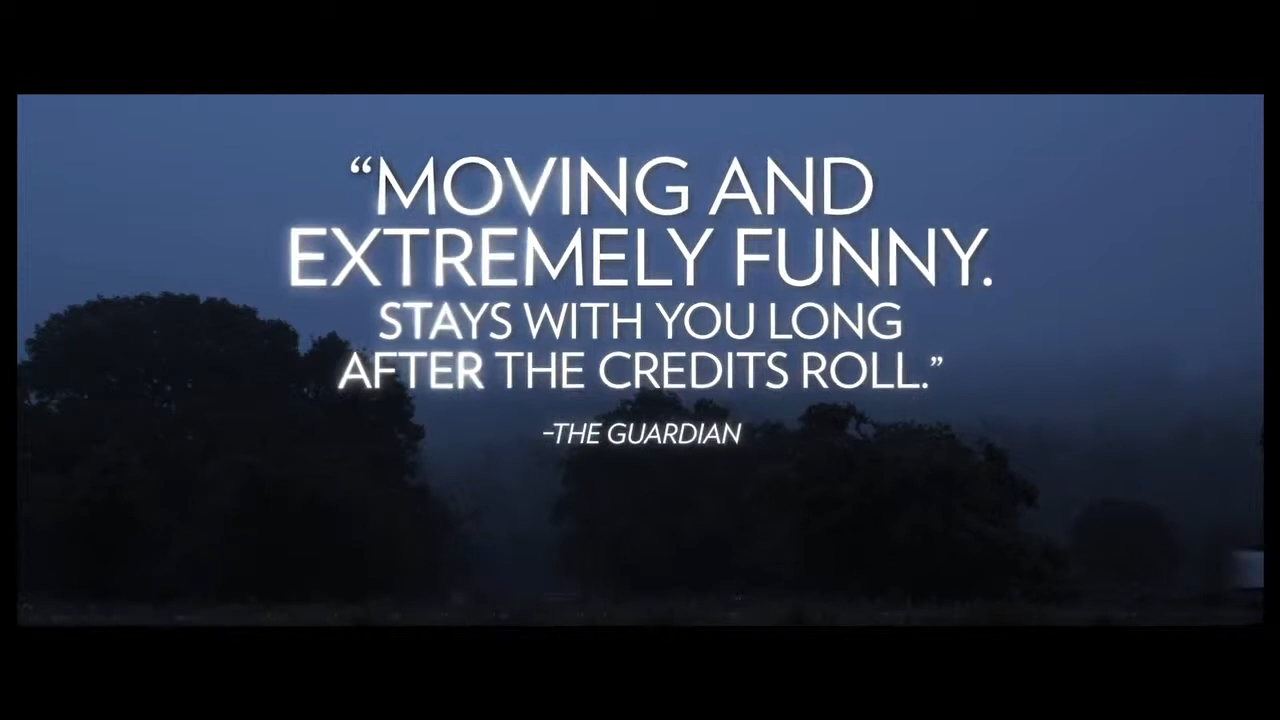 “MOVING AND
EXTREMELY FUNNY.
STAYS WITH YOU LONG
AFTER THE CREDITS ROLL.”
–THE GUARDIAN